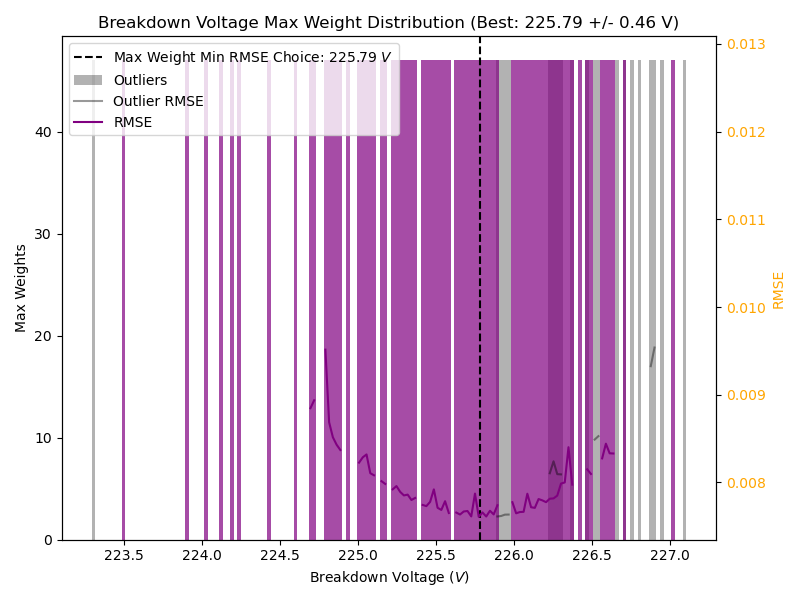 Breakdown Voltage Max Weight Distribution (Best: 225.79 +/- 0.46 V)
Max Weight Min RMSE Choice: 225.79 V
Outliers
Outlier RMSE
RMSE
Max Weights
40
30
20
10
0
0.013
0.012
0.011
0.010
0.009
0.008
RMSE
223.5 224.0 224.5 225.0 225.5 226.0 226.5 227.0
Breakdown Voltage (V)